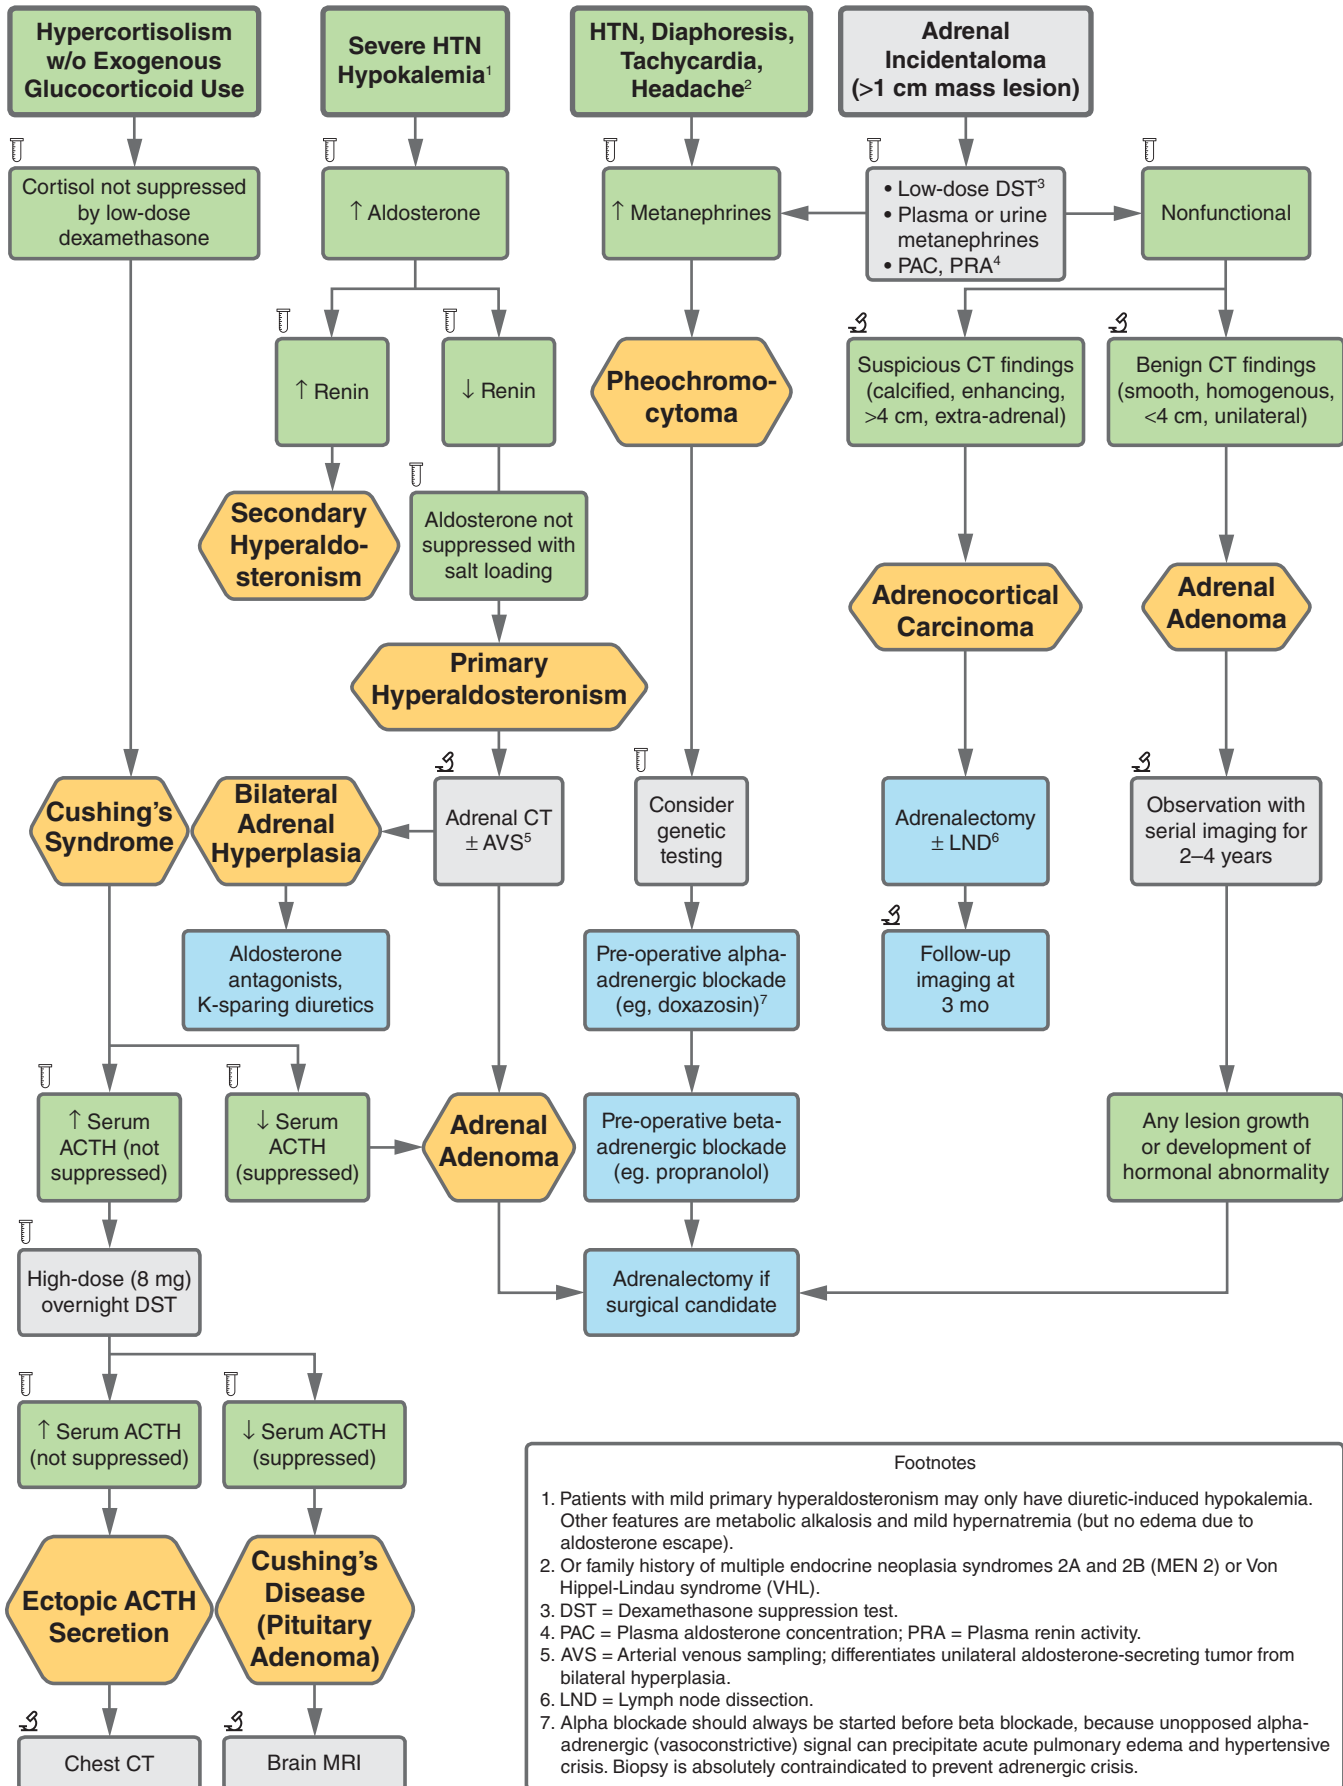 Hypercortisolism
w/o Exogenous
Glucocorticoid Use
Severe HTN
Hypokalemia1
HTN, Diaphoresis,
Tachycardia,
Headache2
Adrenal
Incidentaloma
(>1 cm mass lesion)
Cortisol not suppressed
by low-dose
dexamethasone
↑ Aldosterone
↑ Metanephrines
• Low-dose DST3
• Plasma or urine
metanephrines
• PAC, PRA4
Nonfunctional
↑ Renin
↓ Renin
Pheochromo-
cytoma
Suspicious CT findings
(calcified, enhancing,
>4 cm, extra-adrenal)
Benign CT findings
(smooth, homogenous,
<4 cm, unilateral)
Secondary
Hyperaldo-
steronism
Aldosterone not
suppressed with
salt loading
Adrenocortical
Carcinoma
Adrenal
Adenoma
Primary
Hyperaldosteronism
Cushing's
Syndrome
Bilateral
Adrenal
Hyperplasia
Adrenal CT
± AVS5
Consider
genetic
testing
Adrenalectomy
± LND6
Observation with
serial imaging for
2–4 years
Aldosterone
antagonists,
K-sparing diuretics
Pre-operative alpha-
adrenergic blockade
(eg, doxazosin)7
Follow-up
imaging at
3 mo
↑ Serum
ACTH (not
suppressed)
↓ Serum
ACTH
(suppressed)
Adrenal
Adenoma
Pre-operative beta-
adrenergic blockade
(eg. propranolol)
Any lesion growth
or development of
hormonal abnormality
High-dose (8 mg)
overnight DST
Adrenalectomy if
surgical candidate
↑ Serum ACTH
(not suppressed)
↓ Serum ACTH
(suppressed)
Ectopic ACTH
Secretion
Cushing's
Disease
(Pituitary
Adenoma)
Chest CT
Brain MRI
Footnotes
1. Patients with mild primary hyperaldosteronism may only have diuretic-induced hypokalemia.
Other features are metabolic alkalosis and mild hypernatremia (but no edema due to
aldosterone escape).
2. Or family history of multiple endocrine neoplasia syndromes 2A and 2B (MEN 2) or Von
Hippel-Lindau syndrome (VHL).
3. DST = Dexamethasone suppression test.
4. PAC = Plasma aldosterone concentration; PRA = Plasma renin activity.
5. AVS = Arterial venous sampling; differentiates unilateral aldosterone-secreting tumor from
bilateral hyperplasia.
6. LND = Lymph node dissection.
7. Alpha blockade should always be started before beta blockade, because unopposed alpha-
adrenergic (vasoconstrictive) signal can precipitate acute pulmonary edema and hypertensive
crisis. Biopsy is absolutely contraindicated to prevent adrenergic crisis.